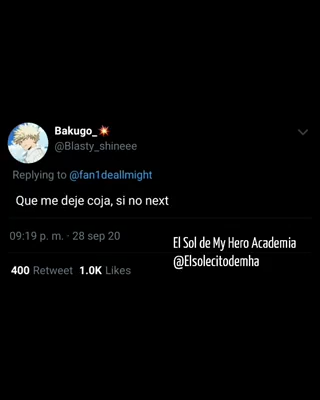 Bakugo_💥
@Blasty_shineee
Replying to @fan1deallmight
Que me deje coja, si no next
09:19 p. m. · 28 sep 20
El Sol de My Hero Academia
@Elsolecitodemha
400 Retweet 1.0K Likes